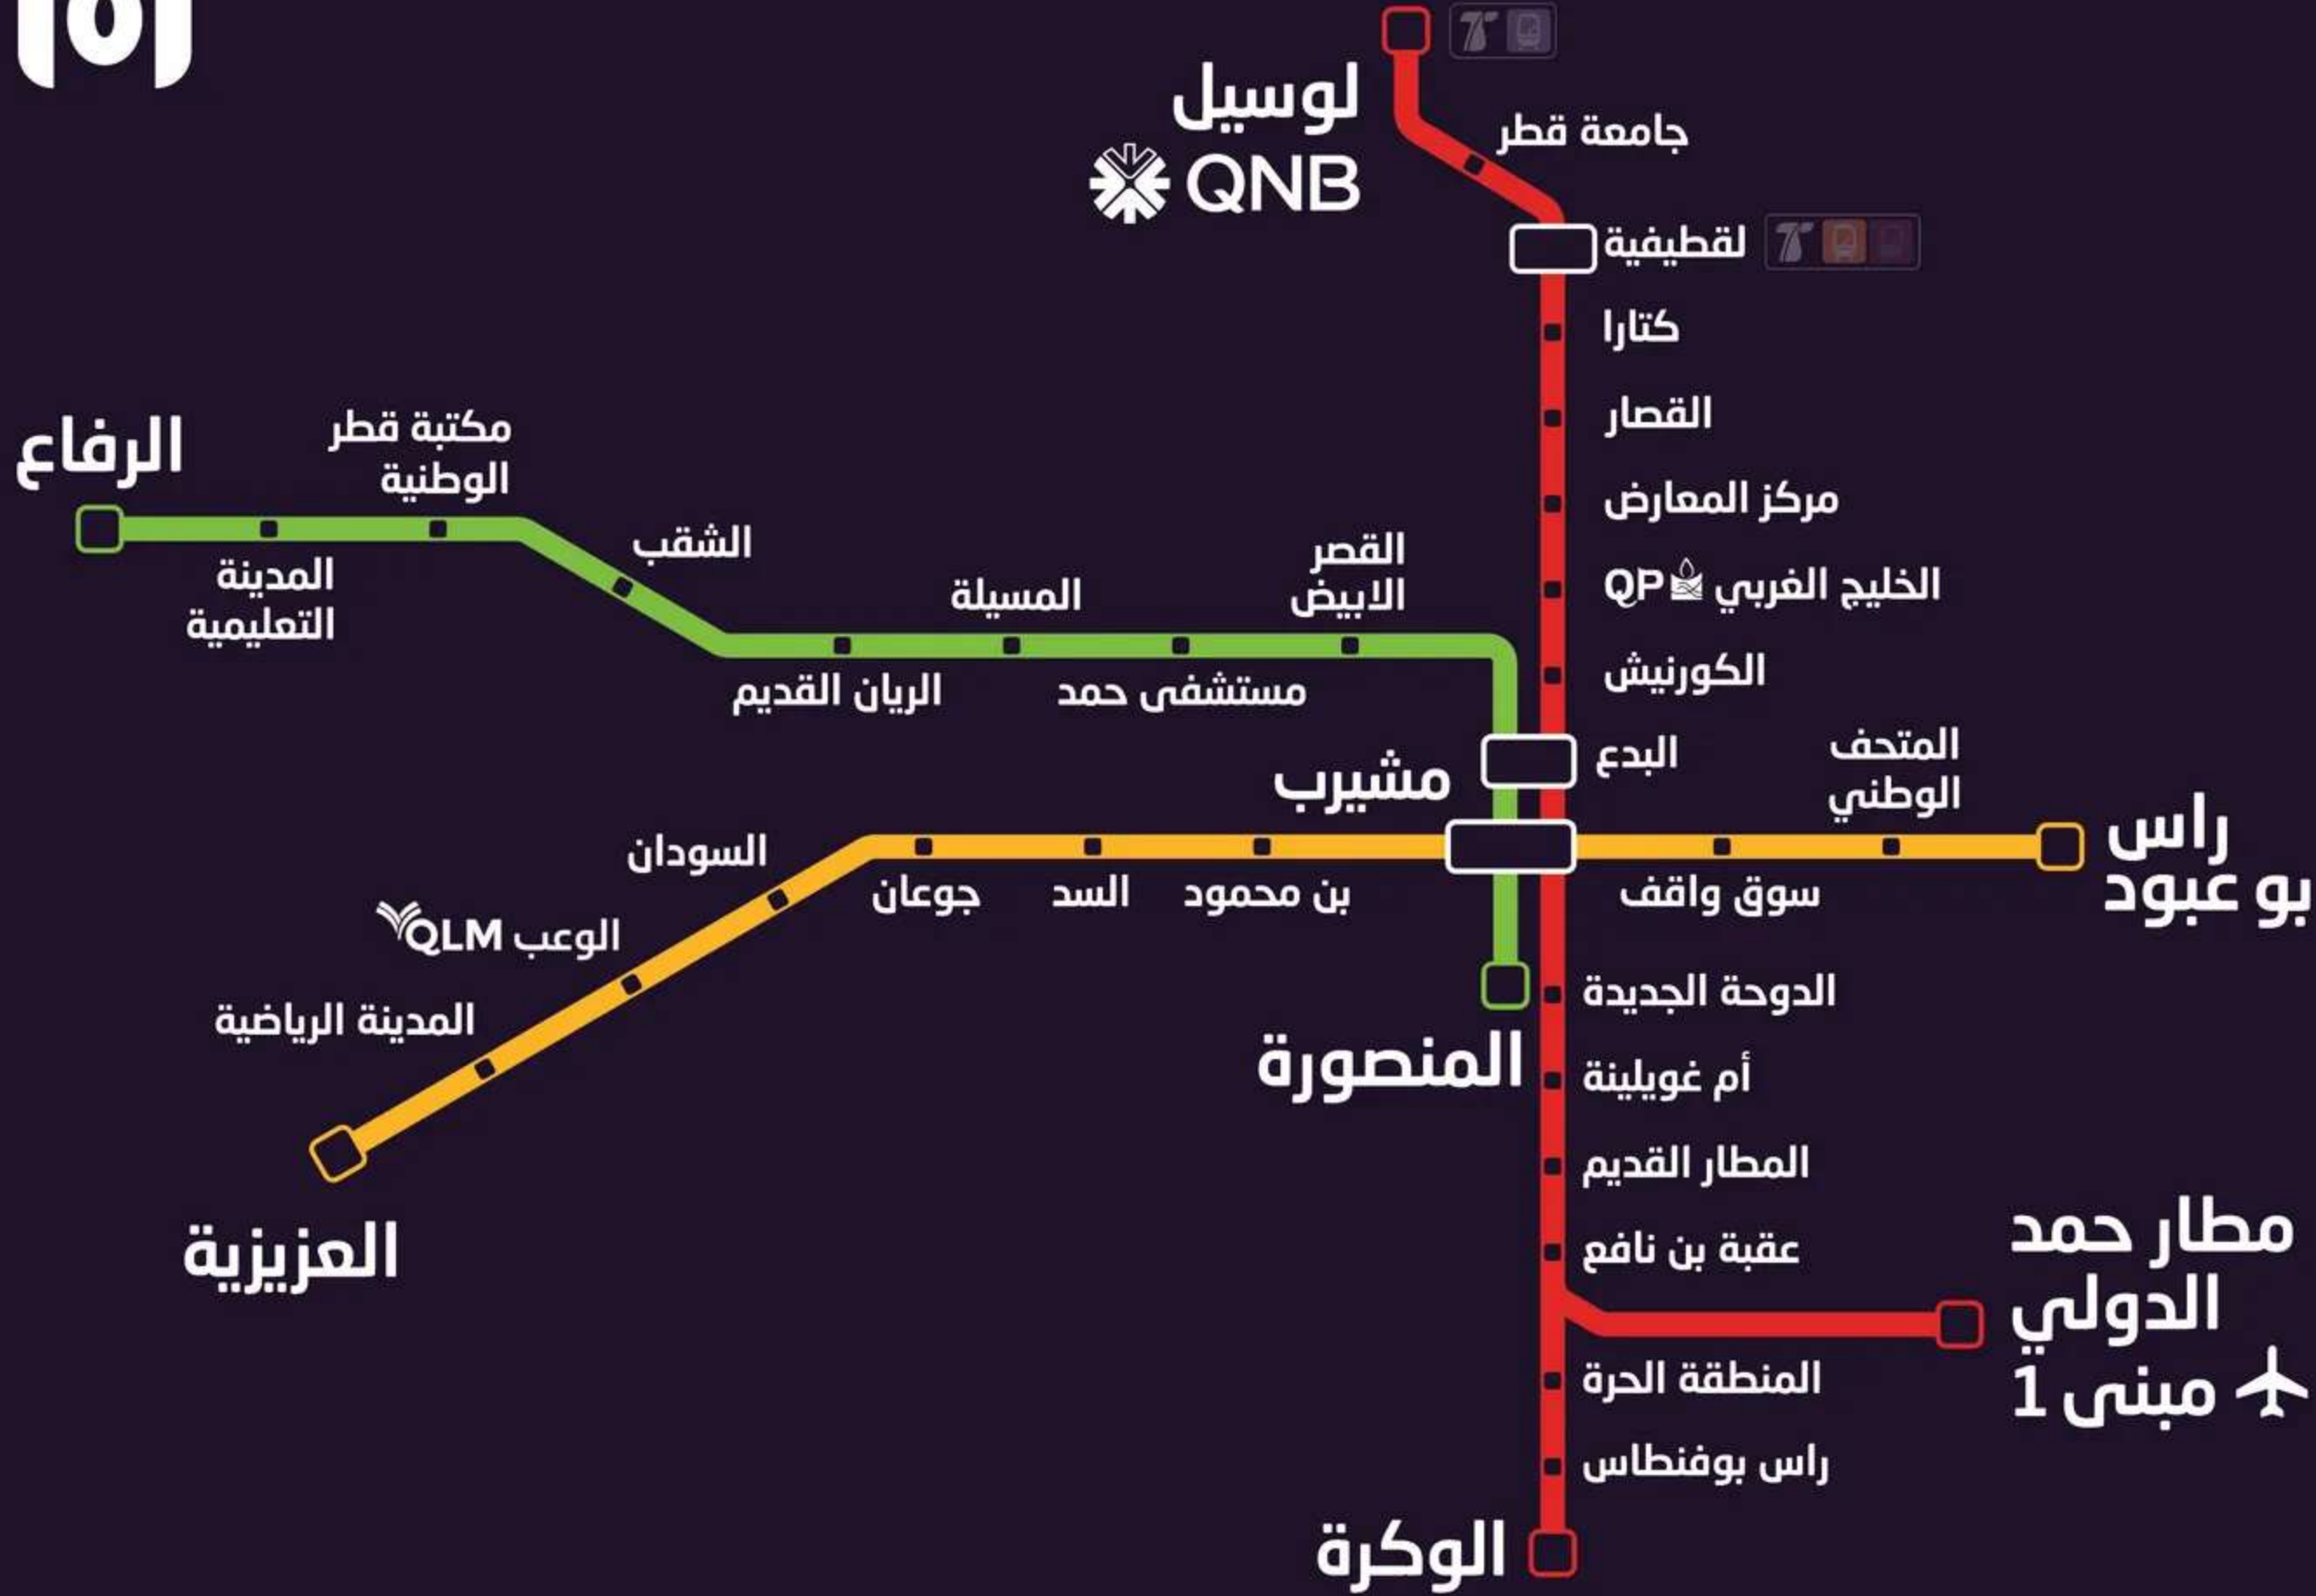 لوسيل
QNB
جامعة قطر
لقطيفية
كتارا
القصار
مركز المعارض
الخليج الغربي QP
الكورنيش
البدع
الرفاع
مكتبة قطر
الوطنية
المدينة
التعليمية
الشقب
الريان القديم
المسيلة
مستشفى حمد
القصر
الابيض
مشيرب
المتحف
الوطني
سوق واقف
راس
بو عبود
بن محمود
السد
جوعان
السودان
الوعب QLM
المدينة الرياضية
العزيزية
المنصورة
الدوحة الجديدة
أم غويلينة
المطار القديم
عقبة بن نافع
مطار حمد
الدولي
مبنى 1
المنطقة الحرة
راس بوفنطاس
الوكرة